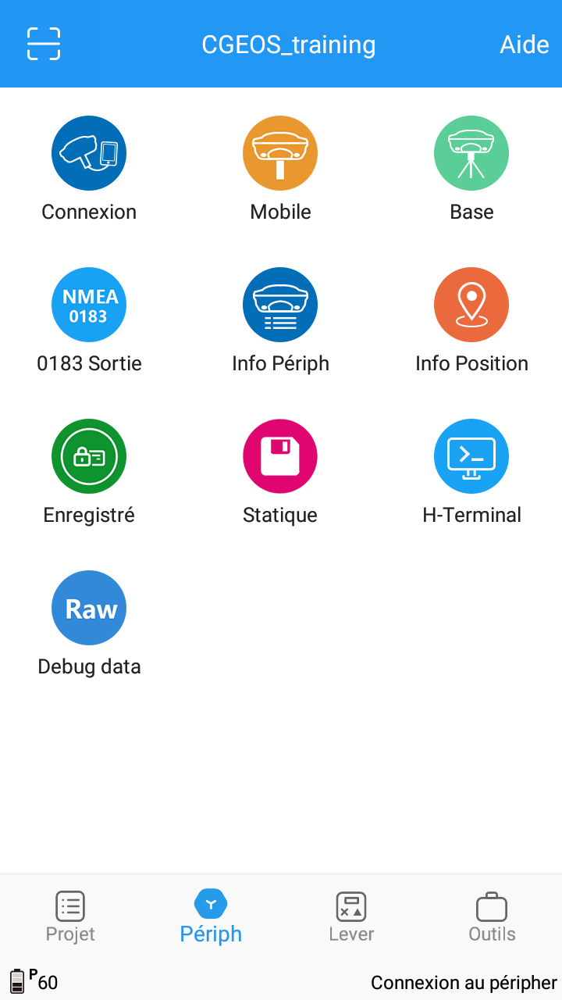 CGEOS_training
Aide
Connexion
Mobile
Base
NMEA
0183
0183 Sortie
Info Périph
Info Position
Enregistré
Statique
H-Terminal
Raw
Debug data
Projet
Périph
Lever
Outils
P60
Connexion au péripher